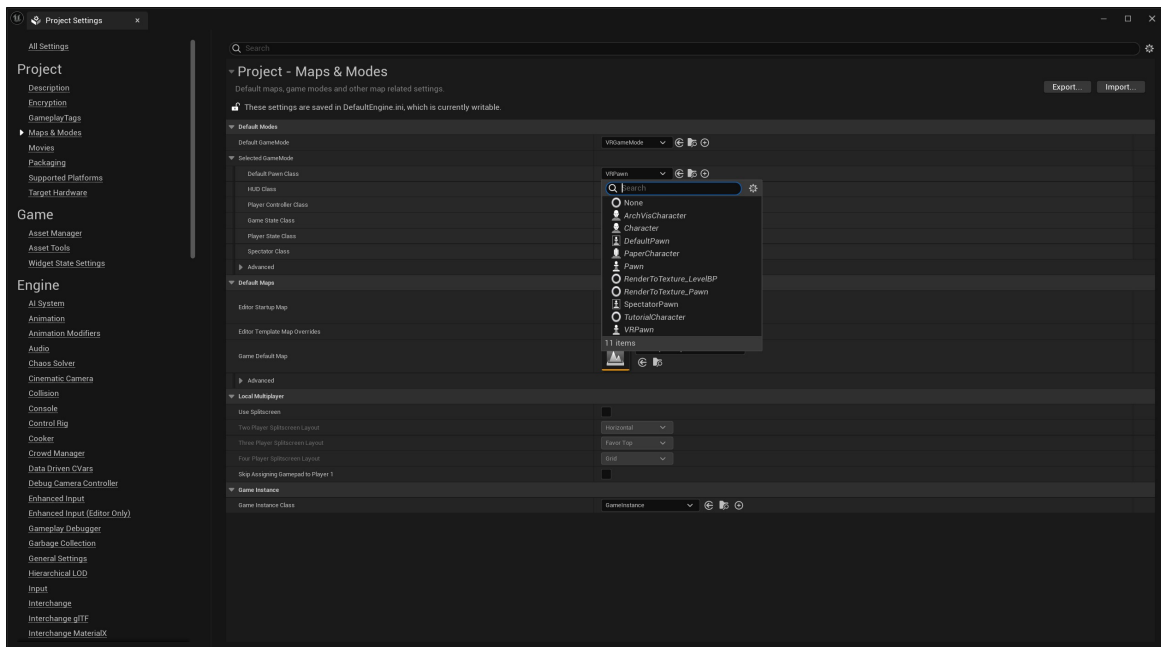 Project Settings
All Settings
Project
Description
Encryption
GameplayTags
Maps & Modes
Movies
Packaging
Supported Platforms
Target Hardware
Game
Asset Manager
Asset Tools
Widget State Settings
Engine
AI System
Animation
Animation Modifiers
Audio
Chaos Solver
Cinematic Camera
Collision
Console
Control Rig
Cooker
Crowd Manager
Data Driven CVars
Debug Camera Controller
Enhanced Input
Enhanced Input (Editor Only)
Gameplay Debugger
Garbage Collection
General Settings
Hierarchical LOD
Input
Interchange
Interchange glTF
Interchange MaterialX
Search
Project - Maps & Modes
Default maps, game modes and other map related settings.
Export...
Import...
These settings are saved in DefaultEngine.ini, which is currently writable.
Default Modes
Default GameMode
VRGameMode
Selected GameMode
Default Pawn Class
VRPawn
HUD Class
Player Controller Class
Game State Class
Player State Class
Spectator Class
Advanced
Search
None
ArchVisCharacter
Character
DefaultPawn
PaperCharacter
Pawn
RenderToTexture_LevelBP
RenderToTexture_Pawn
SpectatorPawn
TutorialCharacter
VRPawn
11 items
Default Maps
Editor Startup Map
Editor Template Map Overrides
Game Default Map
Advanced
Local Multiplayer
Use Splitscreen
Two Player Splitscreen Layout
Horizontal
Three Player Splitscreen Layout
Favor Top
Four Player Splitscreen Layout
Grid
Skip Assigning Gamepad to Player 1
Game Instance
Game Instance Class
GameInstance